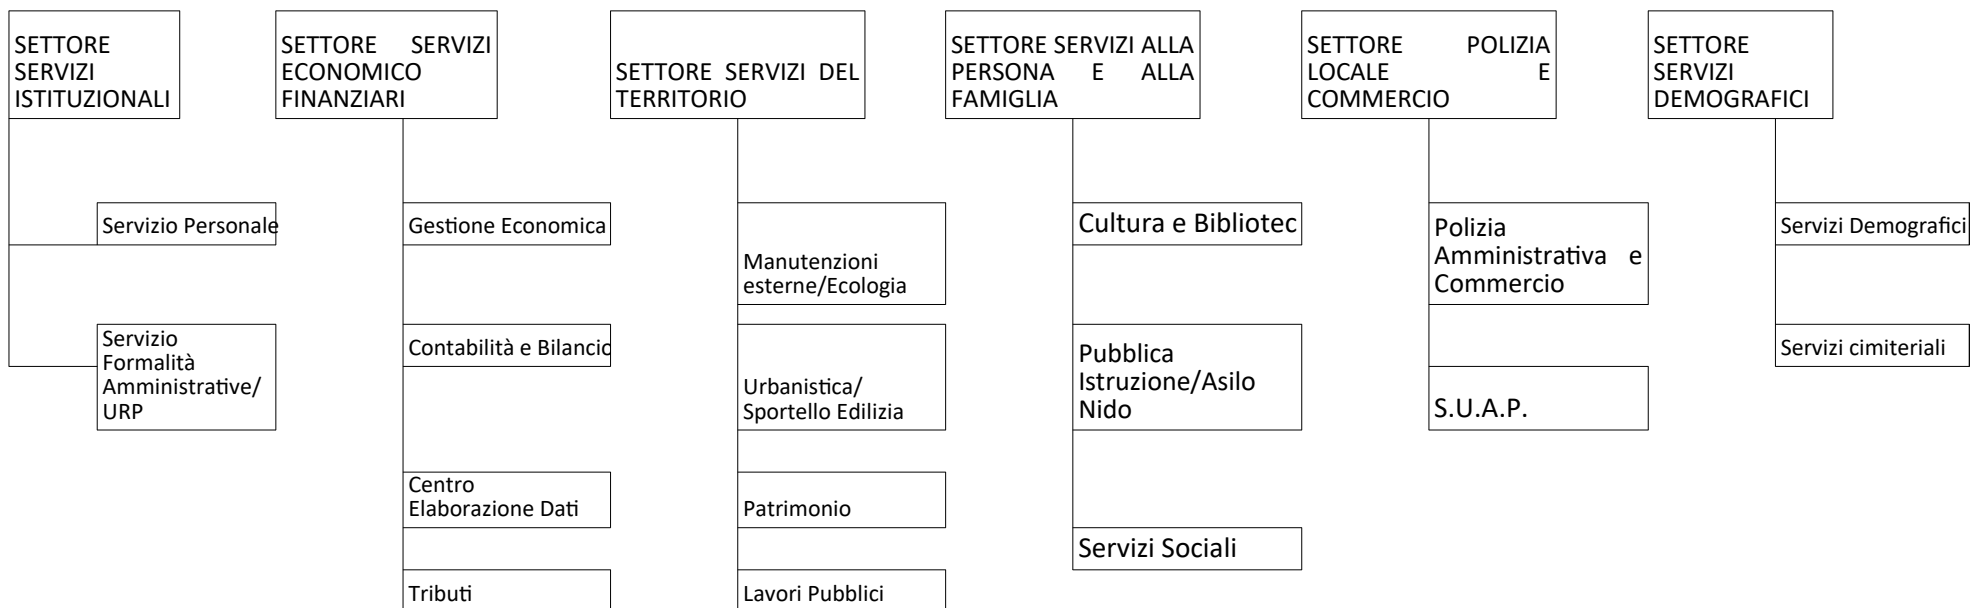 SETTORE
SERVIZI
ISTITUZIONALI
SETTORE SERVIZI
ECONOMICO
FINANZIARI
SETTORE SERVIZI DEL
TERRITORIO
SETTORE SERVIZI ALLA
PERSONA E ALLA
FAMIGLIA
SETTORE POLIZIA
LOCALE E
COMMERCIO
SETTORE
SERVIZI
DEMOGRAFICI
Servizio Personale
Servizio
Formalità
Amministrative/
URP
Gestione Economica
Contabilità e Bilancio
Centro
Elaborazione Dati
Tributi
Manutenzioni
esterne/Ecologia
Urbanistica/
Sportello Edilizia
Patrimonio
Lavori Pubblici
Cultura e Bibliotec
Pubblica
Istruzione/Asilo
Nido
Servizi Sociali
Polizia
Amministrativa e
Commercio
S.U.A.P.
Servizi Demografici
Servizi cimiteriali